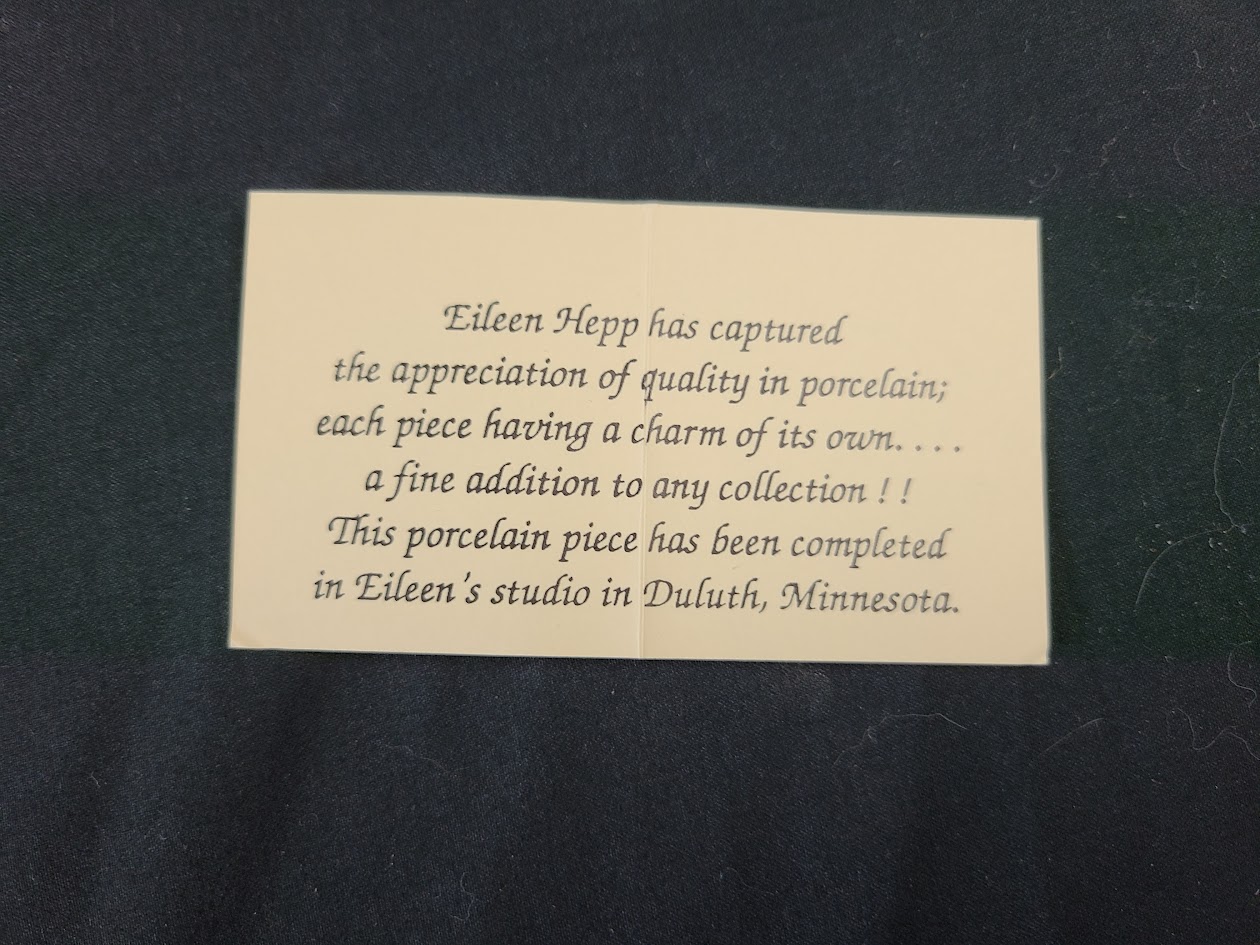 Eileen Hepp has captured
the appreciation of quality in porcelain;
each piece having a charm of its own. . . .
a fine addition to any collection ! !
This porcelain piece has been completed
in Eileen's studio in Duluth, Minnesota.